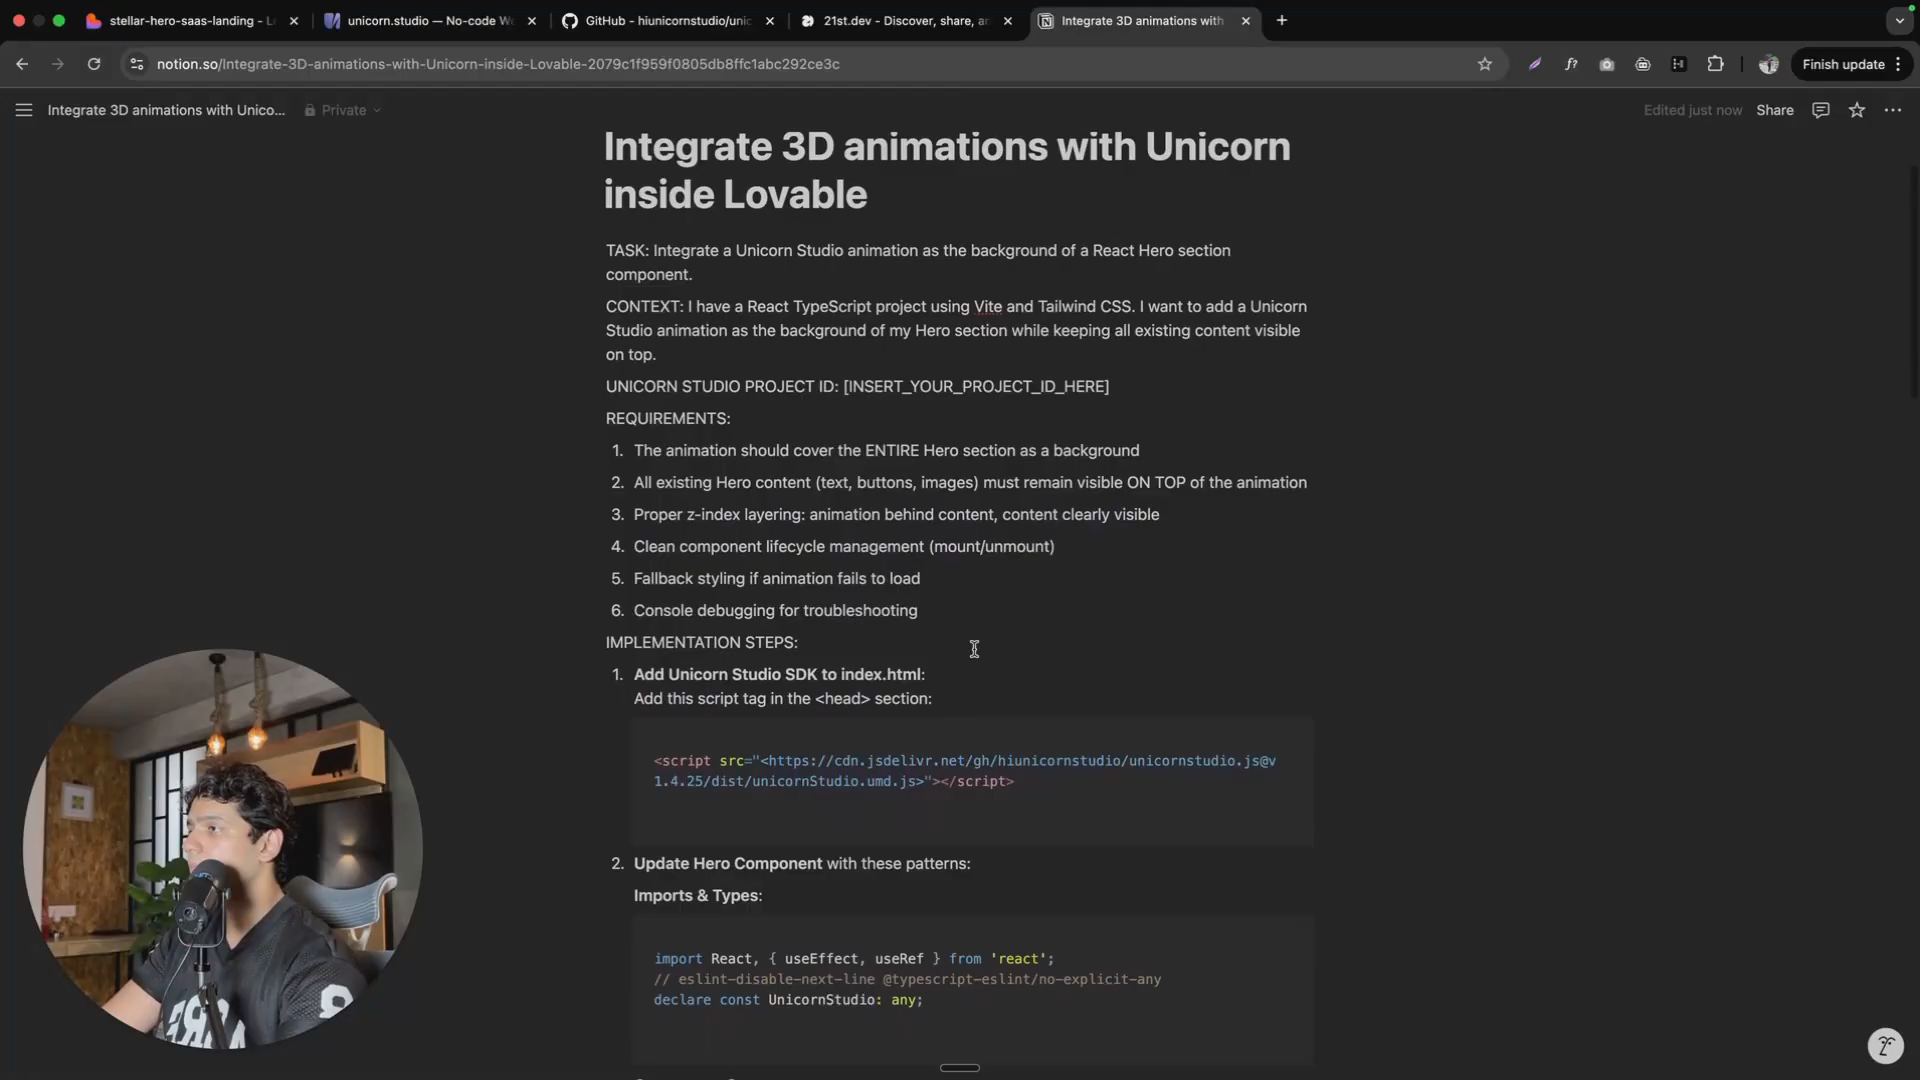 stellar-hero-saas-landing - L
unicorn.studio — No-code We
GitHub - hiunicornstudio/unic
21st.dev - Discover, share, a
Integrate 3D animations with
notion.so/Integrate-3D-animations-with-Unicorn-inside-Lovable-2079c1f959f0805db8ffc1abc292ce3c
Finish update
Integrate 3D animations with Unico...
Private
Edited just now
Share
Integrate 3D animations with Unicorn
inside Lovable
TASK: Integrate a Unicorn Studio animation as the background of a React Hero section
component.
CONTEXT: I have a React TypeScript project using Vite and Tailwind CSS. I want to add a Unicorn
Studio animation as the background of my Hero section while keeping all existing content visible
on top.
UNICORN STUDIO PROJECT ID: [INSERT_YOUR_PROJECT_ID_HERE]
REQUIREMENTS:
1. The animation should cover the ENTIRE Hero section as a background
2. All existing Hero content (text, buttons, images) must remain visible ON TOP of the animation
3. Proper z-index layering: animation behind content, content clearly visible
4. Clean component lifecycle management (mount/unmount)
5. Fallback styling if animation fails to load
6. Console debugging for troubleshooting
IMPLEMENTATION STEPS:
1. Add Unicorn Studio SDK to index.html:
Add this script tag in the <head> section:
<script src="<https://cdn.jsdelivr.net/gh/hiunicornstudio/unicornstudio.js@v
1.4.25/dist/unicornStudio.umd.js>"></script>
2. Update Hero Component with these patterns:
Imports & Types:
import React, { useEffect, useRef } from 'react';
// eslint-disable-next-line @typescript-eslint/no-explicit-any
declare const UnicornStudio: any;